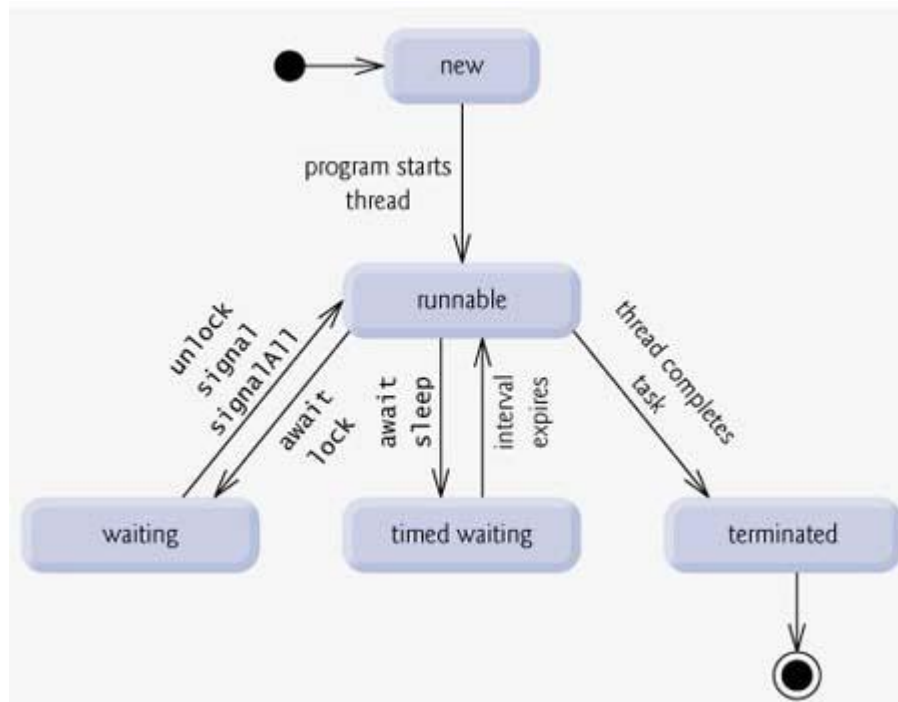 new
program starts
thread
runnable
unlock
signal
signalAll
await
lock
await
sleep
interval
expires
thread completes
task
waiting
timed waiting
terminated